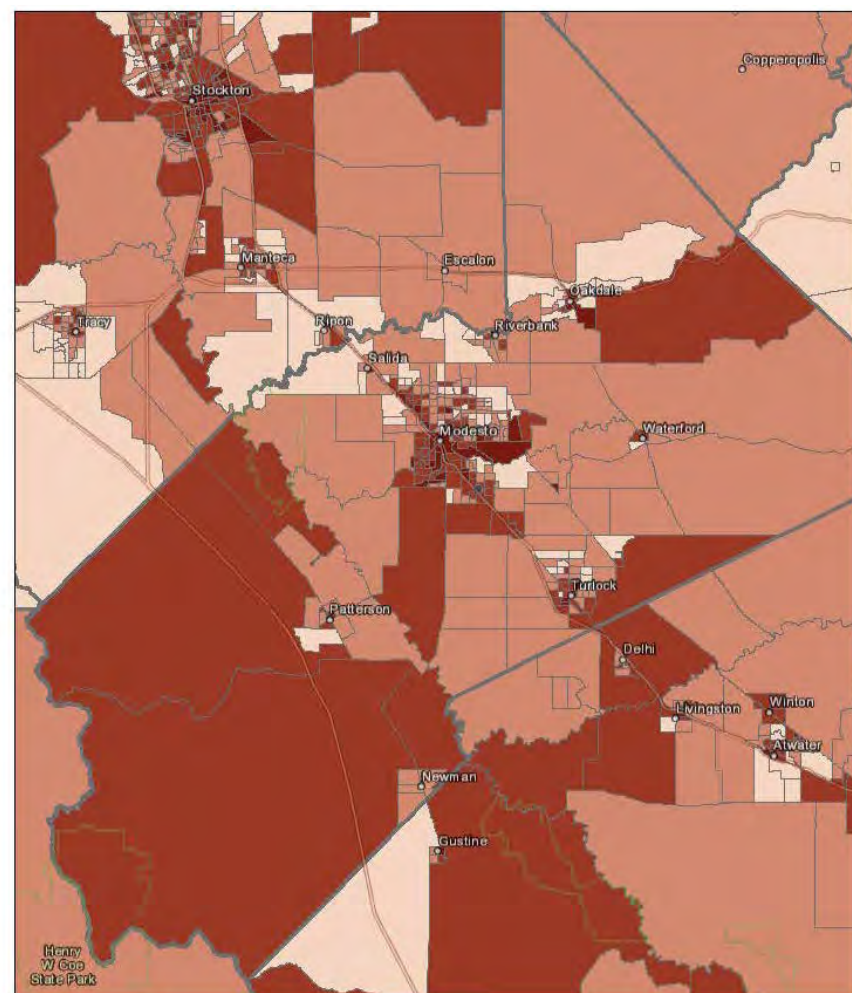 Copperopolis
Stockton
Manteca
Escalon
Oakdale
Tracy
Ripon
Riverbank
Salida
Modesto
Waterford
Turlock
Patterson
Delhi
Livingston
Winton
Atwater
Newman
Gustine
Henry
W Coe
State Park